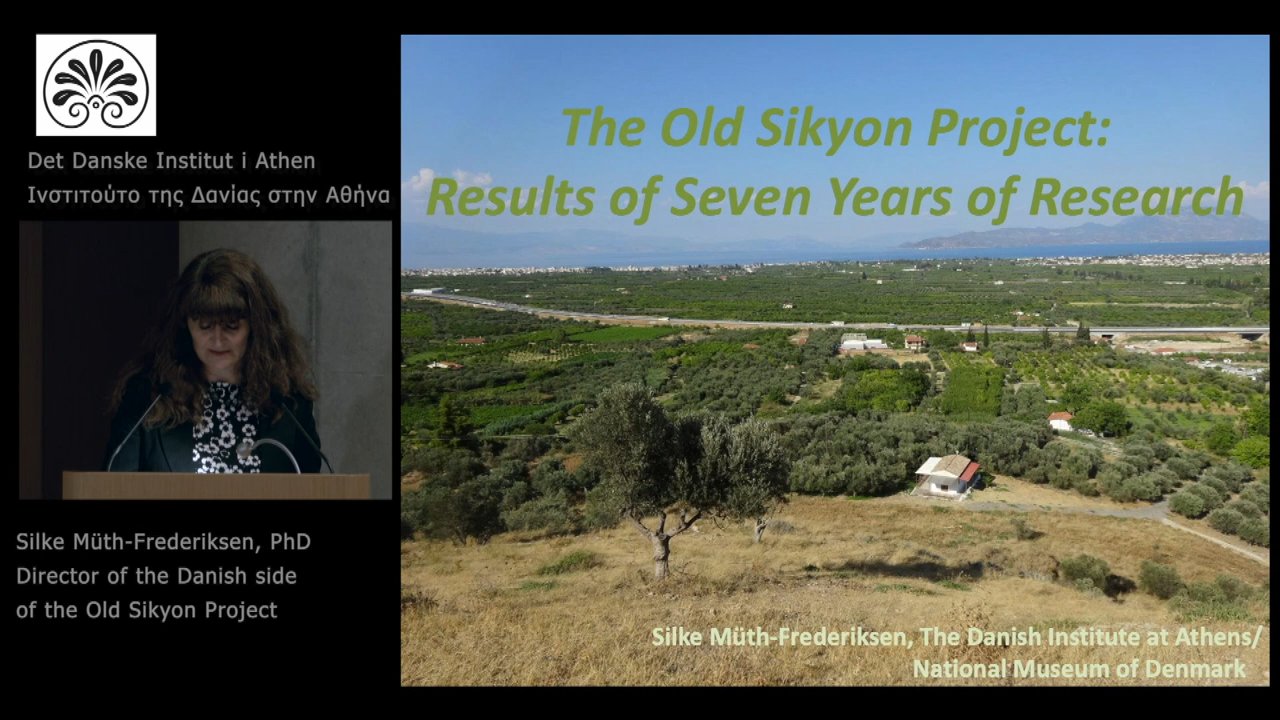 Det Danske Institut i Athen
Ινστιτούτο της Δανίας στην Αθήνα
The Old Sikyon Project:
Results of Seven Years of Research
Silke Müth-Frederiksen, PhD
Director of the Danish side
of the Old Sikyon Project
Silke Müth-Frederiksen, The Danish Institute at Athens/
National Museum of Denmark